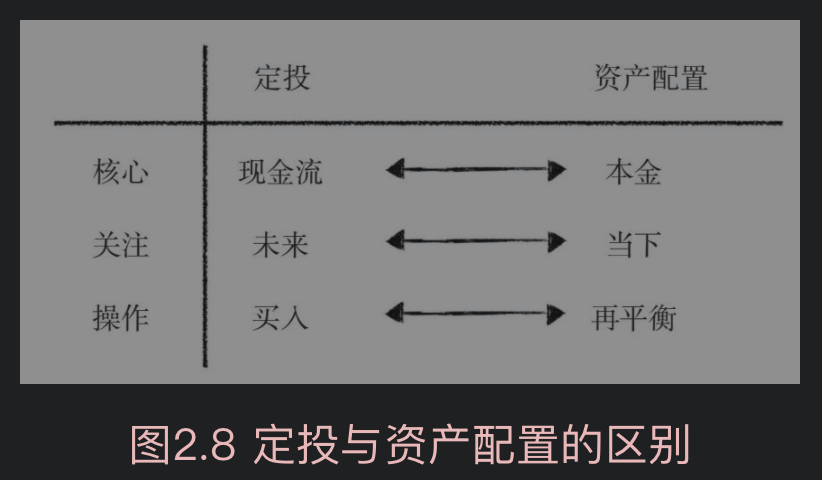 定投 资产配置
核心 现金流 本金
关注 未来 当下
操作 买入 再平衡
图2.8 定投与资产配置的区别